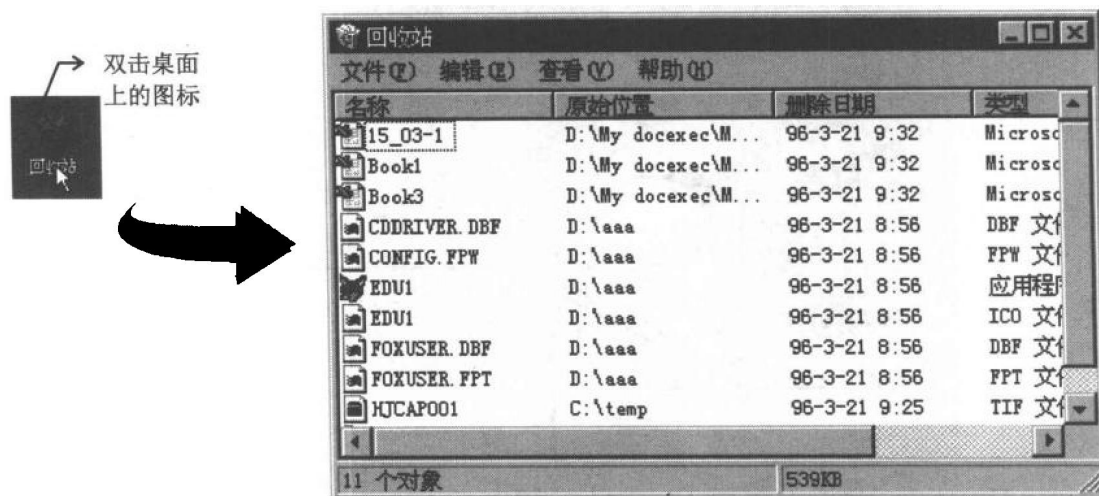 双击桌面
上的图标
回收站
回收站
文件(F) 编辑(E) 查看(V) 帮助(H)
名称 原始位置 删除日期 类型
15_03-1 D:\My docexec\M... 96-3-21 9:32 Microsc
Book1 D:\My docexec\M... 96-3-21 9:32 Microsc
Book3 D:\My docexec\M... 96-3-21 9:32 Microsc
CDDRIVER.DBF D:\aaa 96-3-21 8:56 DBF 文件
CONFIG.FPW D:\aaa 96-3-21 8:56 FPW 文件
EDU1 D:\aaa 96-3-21 8:56 应用程序
EDU1 D:\aaa 96-3-21 8:56 ICO 文件
FOXUSER.DBF D:\aaa 96-3-21 8:56 DBF 文件
FOXUSER.FPT D:\aaa 96-3-21 8:56 FPT 文件
HJCAP001 C:\temp 96-3-21 9:25 TIF 文件
11 个对象 539KB